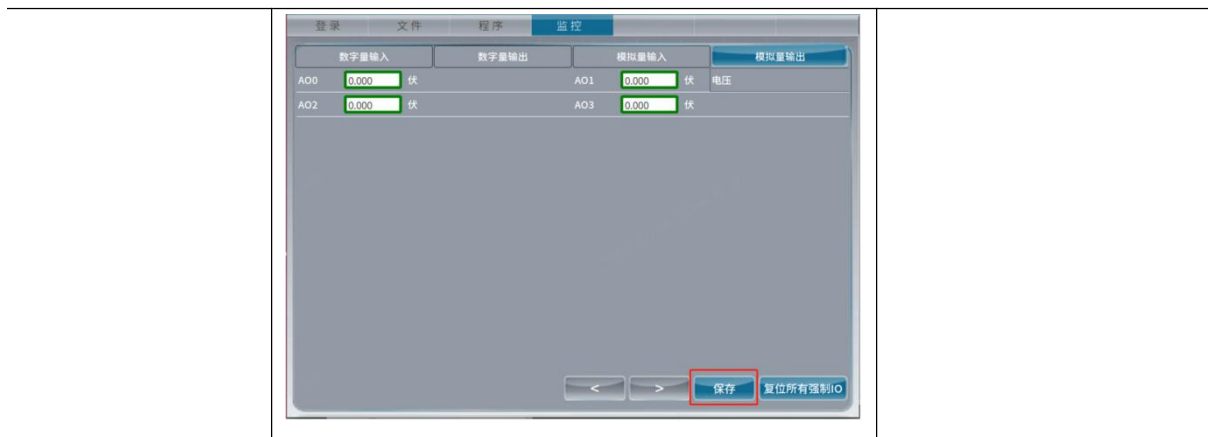 登录 文件 程序 监控
数字量输入 数字量输出 模拟量输入 模拟量输出
AO0 0.000 伏 AO1 0.000 伏 电压
AO2 0.000 伏 AO3 0.000 伏
< > 保存 复位所有强制IO